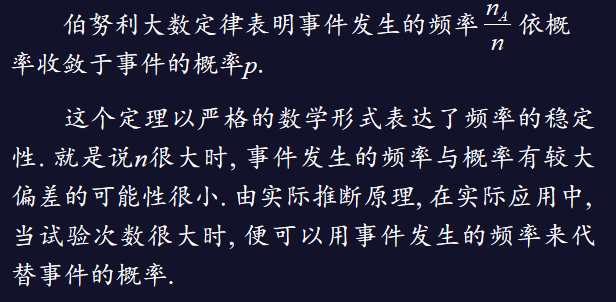 伯努利大数定律表明事件发生的频率 n_A/n 依概
率收敛于事件的概率p.
这个定理以严格的数学形式表达了频率的稳定
性. 就是说n很大时, 事件发生的频率与概率有较大
偏差的可能性很小. 由实际推断原理, 在实际应用中,
当试验次数很大时, 便可以用事件发生的频率来代
替事件的概率.